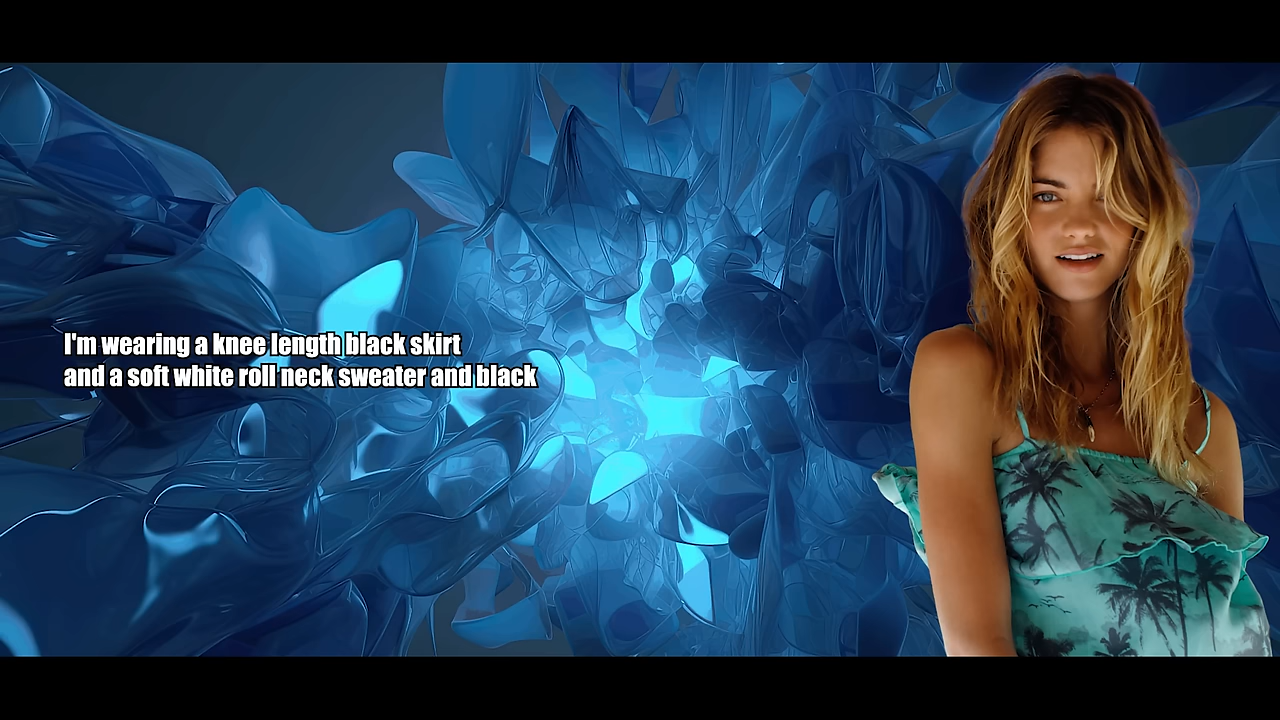 I'm wearing a knee length black skirt
and a soft white roll neck sweater and black